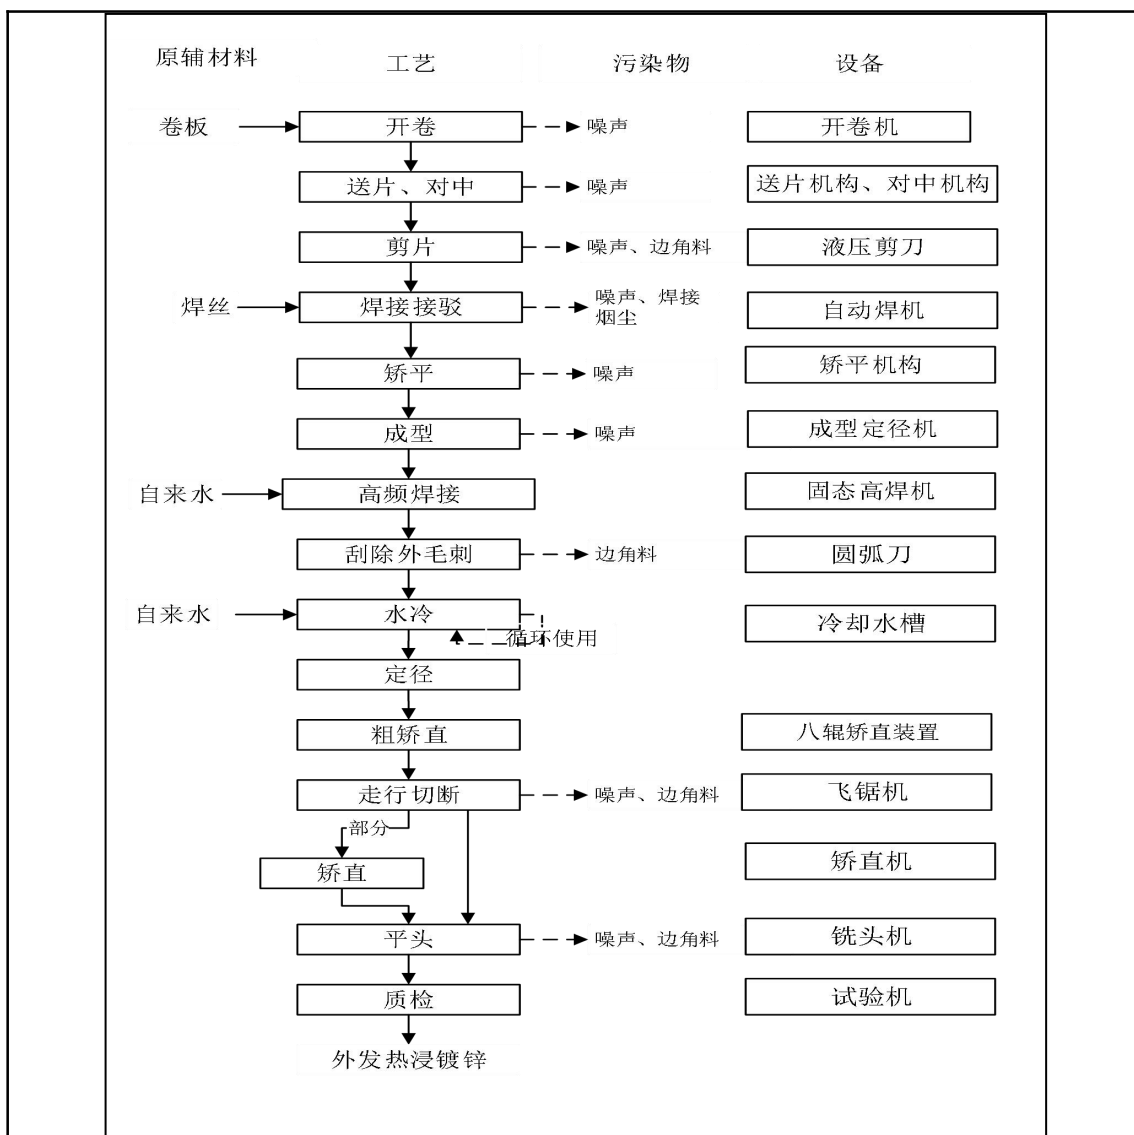 原辅材料 工艺 污染物 设备
卷板 开卷 噪声 开卷机
送片、对中 噪声 送片机构、对中机构
剪片 噪声、边角料 液压剪刀
焊丝 焊接接驳 噪声、焊接 自动焊机
烟尘
矫平 噪声 矫平机构
成型 噪声 成型定径机
自来水 高频焊接 固态高焊机
刮除外毛刺 边角料 圆弧刀
自来水 水冷 冷却水槽
循环使用
定径
粗矫直 八辊矫直装置
走行切断 噪声、边角料 飞锯机
部分
矫直 矫直机
平头 噪声、边角料 铣头机
质检 试验机
外发热浸镀锌